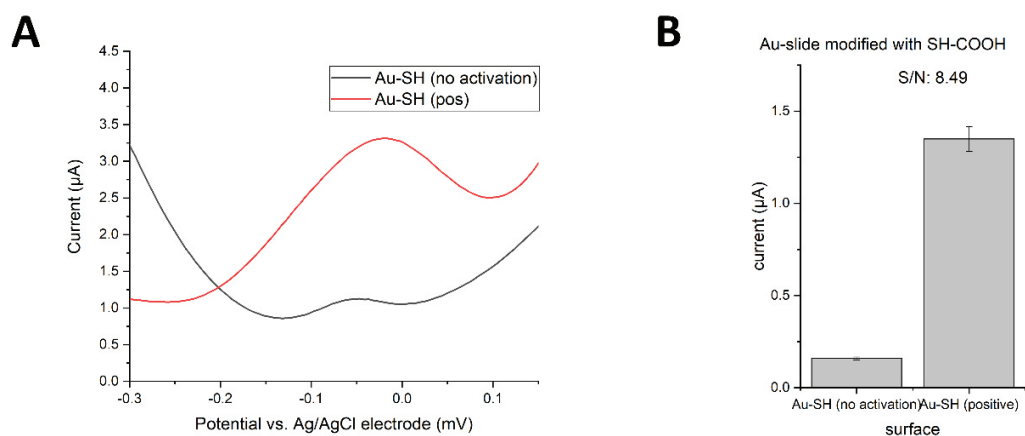 A
4.5
4.0
3.5
3.0
2.5
2.0
1.5
1.0
0.5
0.0
Current (µA)
Au-SH (no activation)
Au-SH (pos)
-0.3
-0.2
-0.1
0.0
0.1
Potential vs. Ag/AgCl electrode (mV)
B
Au-slide modified with SH-COOH
S/N: 8.49
1.5
1.0
0.5
0.0
current (µA)
Au-SH (no activation)
Au-SH (positive)
surface